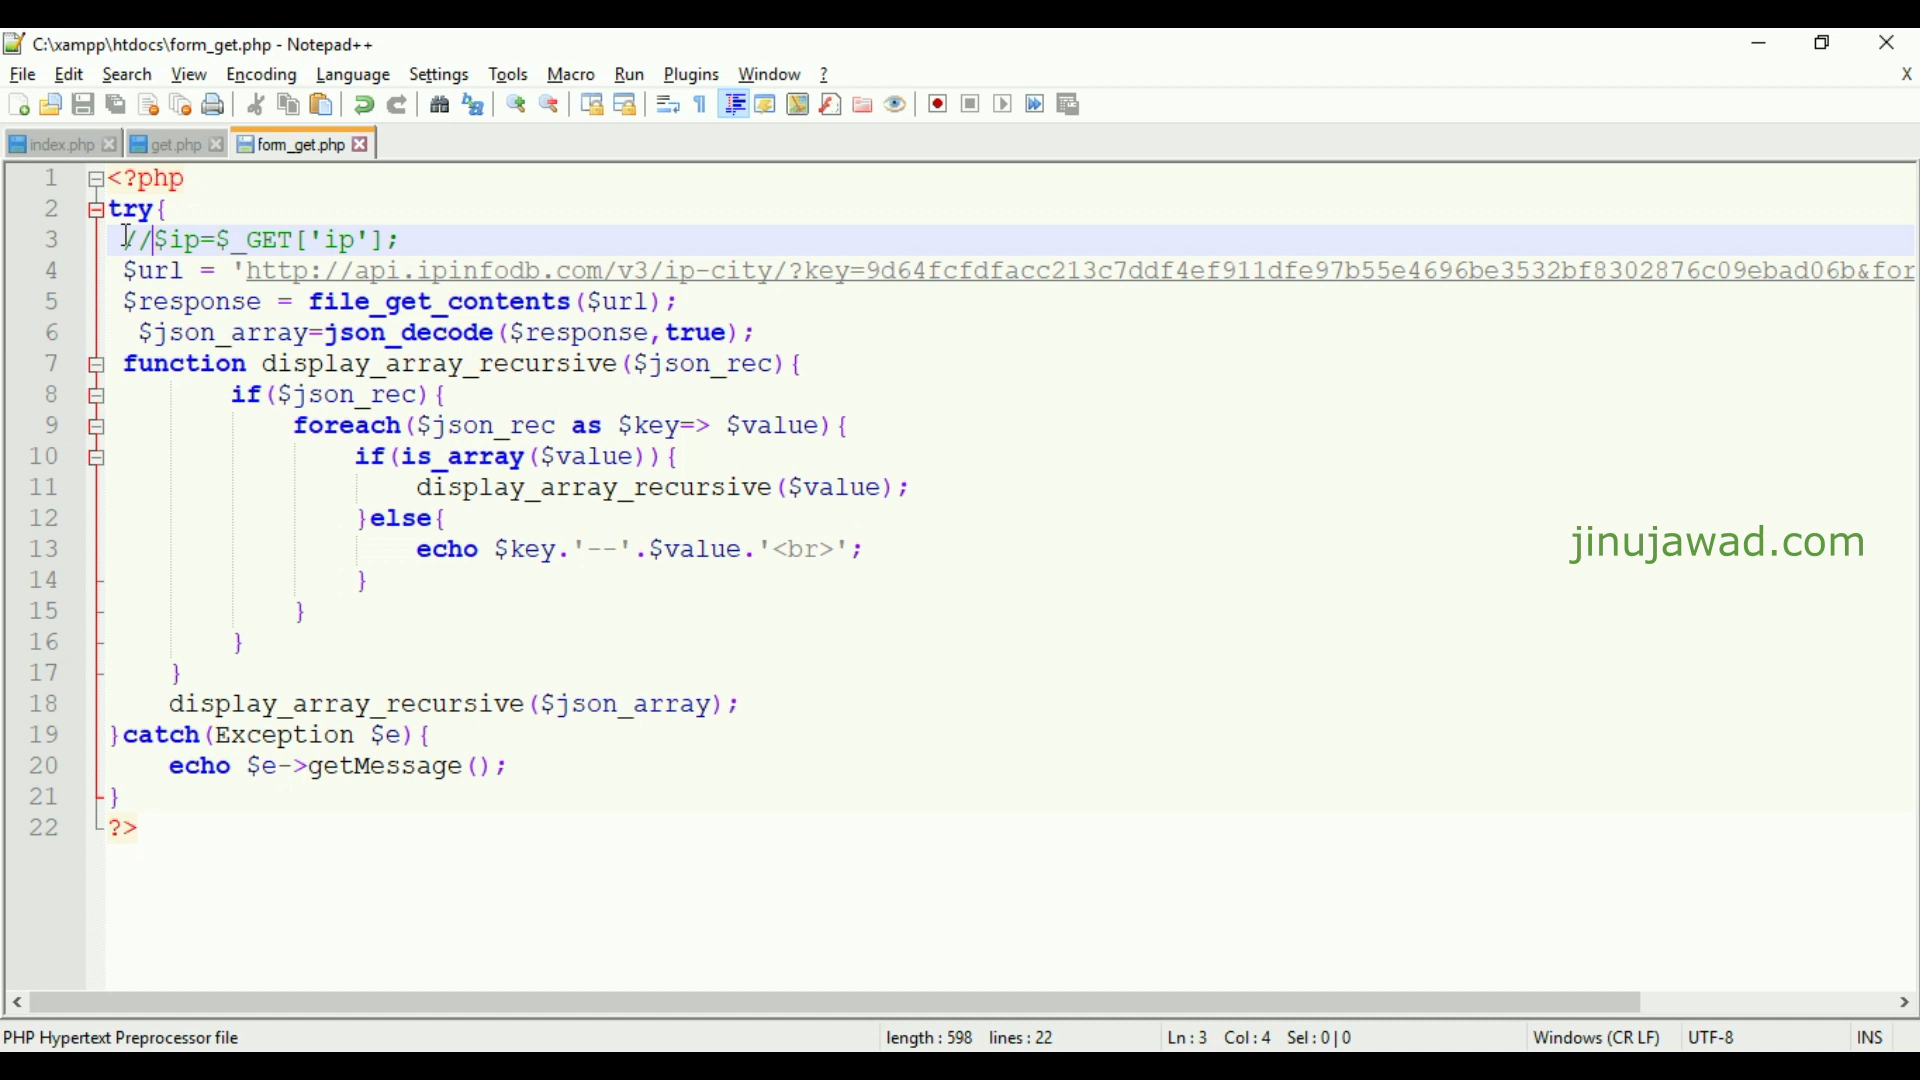 C:\xampp\htdocs\form_get.php - Notepad++
File Edit Search View Encoding Language Settings Tools Macro Run Plugins Window ? X
index.php get.php form_get.php
1 <?php
2 try{
3 //$ip=$_GET['ip'];
4 $url = 'http://api.ipinfodb.com/v3/ip-city/?key=9d64fcfdfacc213c7ddf4ef911dfe97b55e4696be3532bf8302876c09ebad06b&for
5 $response = file_get_contents($url);
6 $json_array=json_decode($response,true);
7 function display_array_recursive($json_rec){
8 if($json_rec){
9 foreach($json_rec as $key=> $value){
10 if(is_array($value)){
11 display_array_recursive($value);
12 }else{
13 echo $key.'--'.$value.'<br>';
14 }
15 }
16 }
17 }
18 display_array_recursive($json_array);
19 }catch(Exception $e){
20 echo $e->getMessage();
21 }
22 ?>
jinujawad.com
PHP Hypertext Preprocessor file length : 598 lines : 22 Ln : 3 Col : 4 Sel : 0 | 0 Windows (CR LF) UTF-8 INS